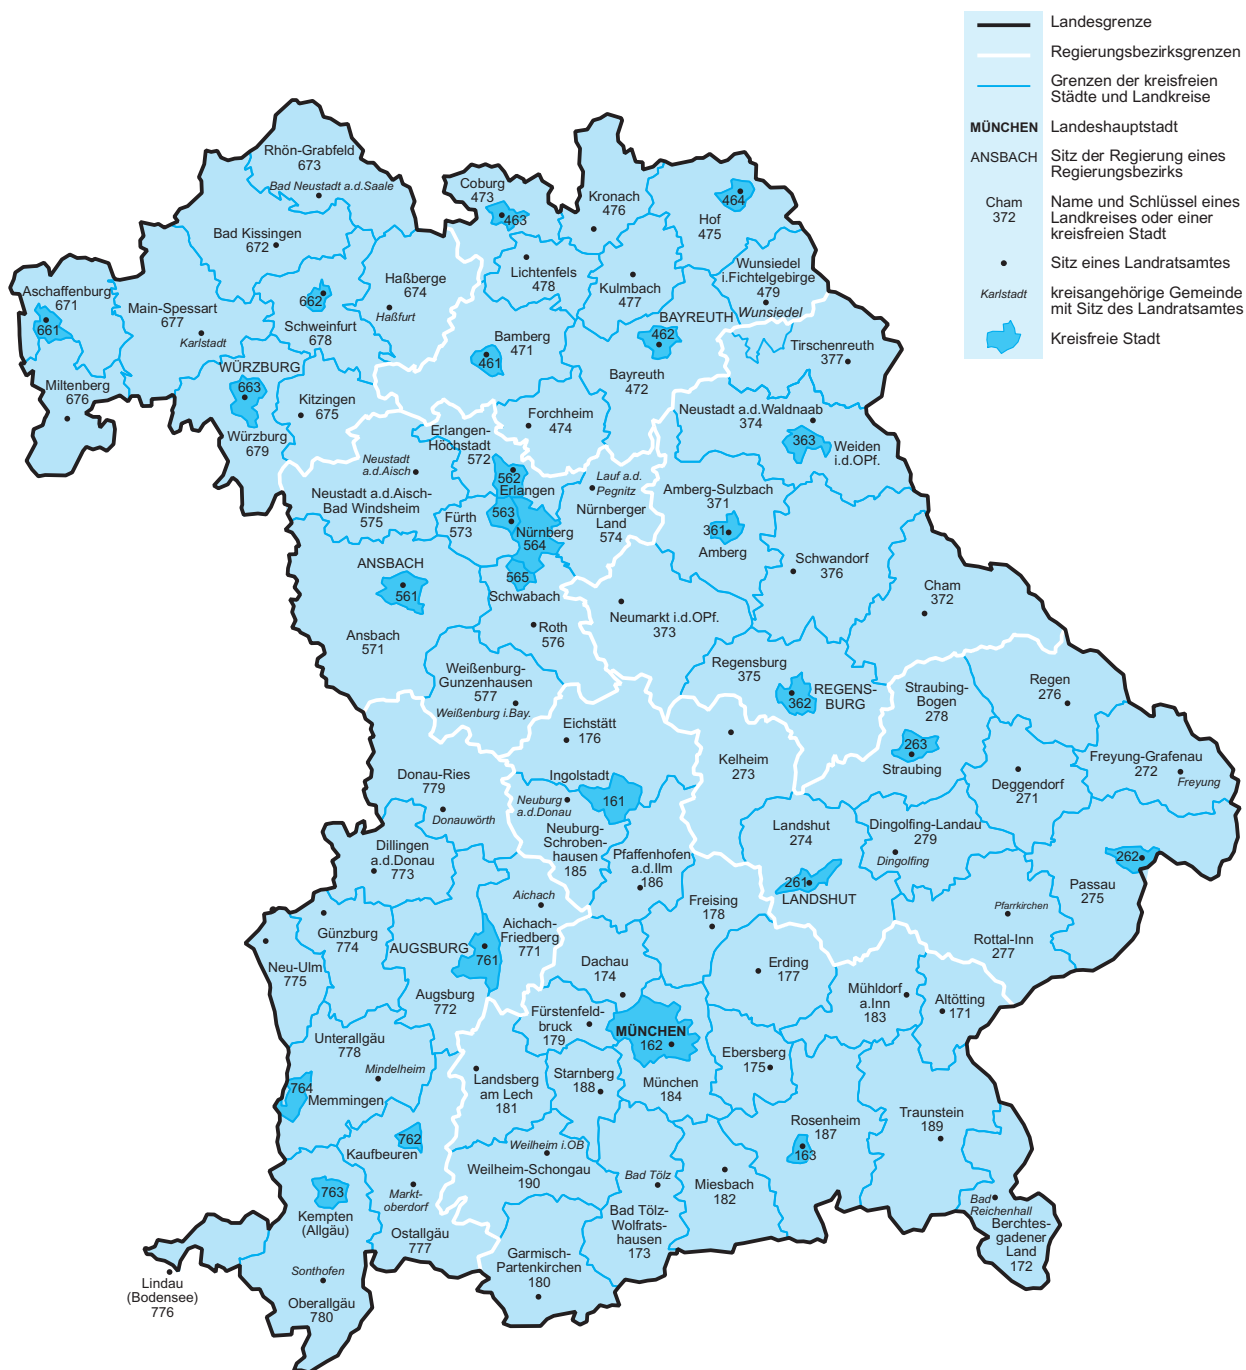 Landesgrenze
Regierungsbezirksgrenzen
Grenzen der kreisfreien
Städte und Landkreise
MÜNCHEN
Landeshauptstadt
ANSBACH
Sitz der Regierung eines
Regierungsbezirks
Cham
372
Name und Schlüssel eines
Landkreises oder einer
kreisfreien Stadt
Sitz eines Landratsamtes
Karlstadt
kreisangehörige Gemeinde
mit Sitz des Landratsamtes
Kreisfreie Stadt
Rhön-Grabfeld
673
Bad Neustadt a.d.Saale
Bad Kissingen
672
Coburg
473
463
Kronach
476
Hof
475
464
Lichtenfels
478
Kulmbach
477
Wunsiedel
i.Fichtelgebirge
479
Wunsiedel
Haßberge
674
Haßfurt
Aschaffenburg
671
661
Main-Spessart
677
Karlstadt
662
Schweinfurt
678
Bamberg
471
461
BAYREUTH
462
Bayreuth
472
Tirschenreuth
377
Miltenberg
676
WÜRZBURG
663
Würzburg
679
Kitzingen
675
Forchheim
474
Neustadt a.d.Waldnaab
374
363
Weiden
i.d.OPf.
Erlangen-
Höchstadt
572
562
Erlangen
Neustadt
a.d.Aisch
Neustadt a.d.Aisch-
Bad Windsheim
575
Fürth
573
563
Nürnberg
564
Lauf a.d.
Pegnitz
Nürnberger
Land
574
Amberg-Sulzbach
371
361
Amberg
Schwandorf
376
Cham
372
ANSBACH
561
Ansbach
571
565
Schwabach
Roth
576
Neumarkt i.d.OPf.
373
Weißenburg-
Gunzenhausen
577
Weißenburg i.Bay.
Regensburg
375
362
REGENS-
BURG
Straubing-
Bogen
278
263
Straubing
Regen
276
Eichstätt
176
Ingolstadt
161
Kelheim
273
Deggendorf
271
Freyung-Grafenau
272
Freyung
Donau-Ries
779
Donauwörth
Neuburg
a.d.Donau
Neuburg-
Schroben-
hausen
185
Landshut
274
261
LANDSHUT
Dingolfing-Landau
279
Dingolfing
262
Passau
275
Dillingen
a.d.Donau
773
Pfaffenhofen
a.d.Ilm
186
Pfarrkirchen
Rottal-Inn
277
Aichach
Aichach-
Friedberg
771
Freising
178
Günzburg
774
AUGSBURG
761
Augsburg
772
Neu-Ulm
775
Dachau
174
Erding
177
Mühldorf
a.Inn
183
Altötting
171
Fürstenfeld-
bruck
179
MÜNCHEN
162
München
184
Ebersberg
175
Unterallgäu
778
Mindelheim
764
Memmingen
Landsberg
am Lech
181
Starnberg
188
Rosenheim
187
163
Traunstein
189
762
Kaufbeuren
Weilheim i.OB
Weilheim-Schongau
190
Bad Tölz
Bad Tölz-
Wolfrats-
hausen
173
Miesbach
182
763
Kempten
(Allgäu)
Markt-
oberdorf
Ostallgäu
777
Bad
Reichenhall
Berchtes-
gadener
Land
172
Garmisch-
Partenkirchen
180
Lindau
(Bodensee)
776
Sonthofen
Oberallgäu
780